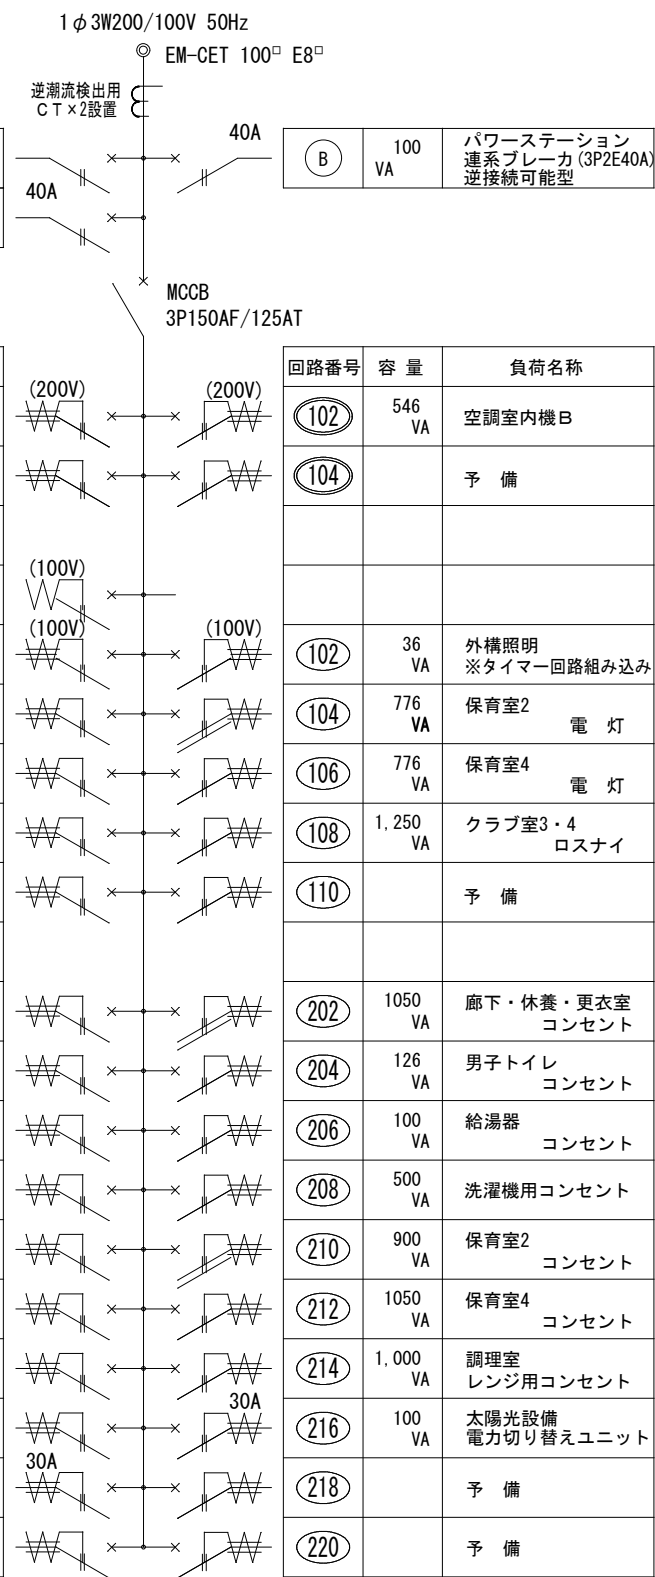 1φ3W200/100V 50Hz
EM-CET 100□ E8□
逆潮流検出用
CT×2設置
40A
40A
B 100 VA パワーステーション
連系ブレーカ(3P2E40A)
逆接続可能型
MCCB
3P150AF/125AT
回路番号 容 量 負荷名称
(200V) (200V)
102 546 VA 空調室内機B
104 予 備
(100V)
(100V) (100V)
102 36 VA 外構照明
※タイマー回路組み込み
104 776 VA 保育室2
電 灯
106 776 VA 保育室4
電 灯
108 1,250 VA クラブ室3・4
ロスナイ
110 予 備
202 1050 VA 廊下・休養・更衣室
コンセント
204 126 VA 男子トイレ
コンセント
206 100 VA 給湯器
コンセント
208 500 VA 洗濯機用コンセント
210 900 VA 保育室2
コンセント
212 1050 VA 保育室4
コンセント
214 1,000 VA 調理室
レンジ用コンセント
30A
216 100 VA 太陽光設備
電力切り替えユニット
30A
218 予 備
220 予 備